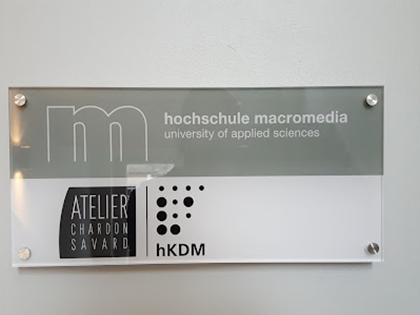 m
hochschule macromedia
university of applied sciences
ATELIER
CHARDON
SAVARD
hKDM